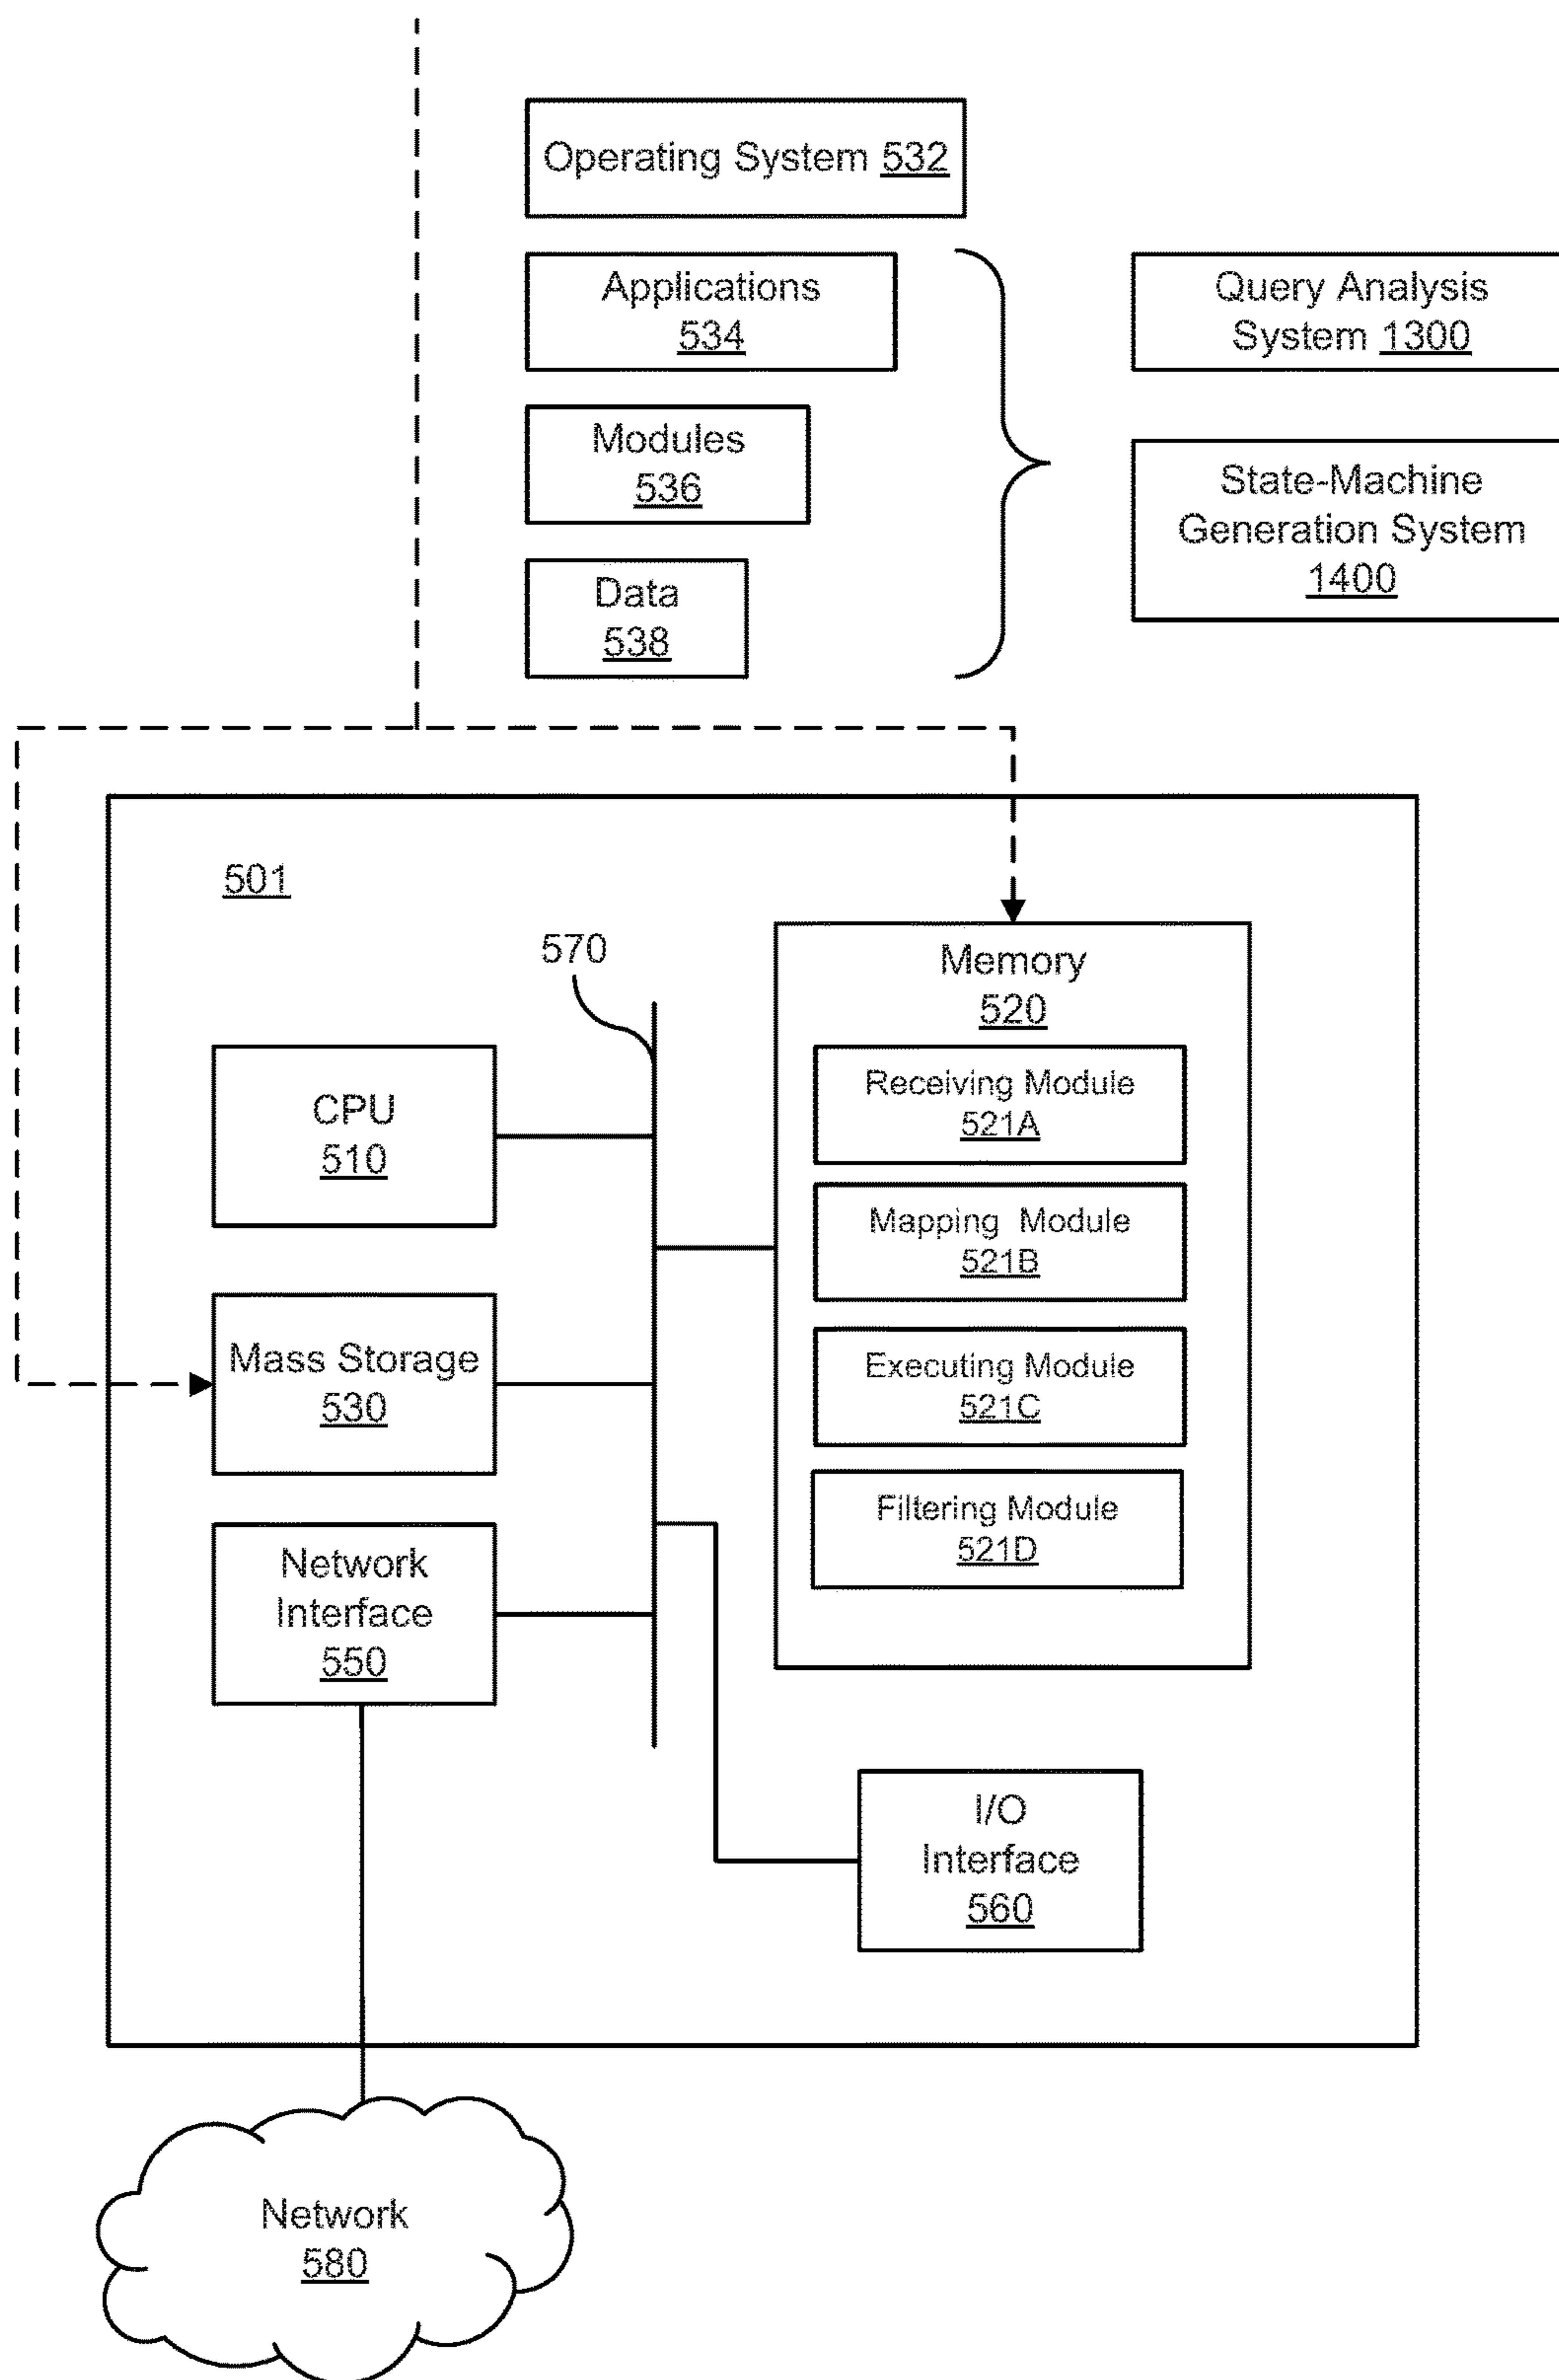 Operating System 532
Applications
534
Modules
536
Data
538
Query Analysis
System 1300
State-Machine
Generation System
1400
501
570
CPU
510
Mass Storage
530
Network
Interface
550
Memory
520
Receiving Module
521A
Mapping Module
521B
Executing Module
521C
Filtering Module
521D
I/O
Interface
560
Network
580